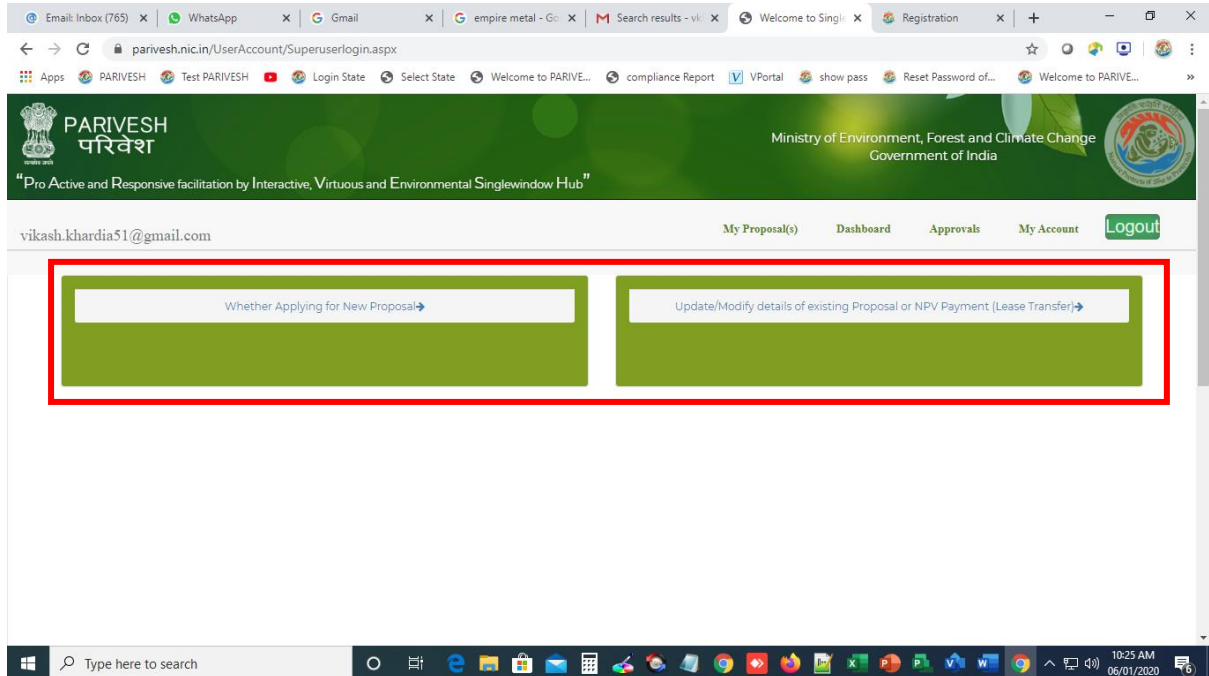 Email: Inbox (765)
WhatsApp
Gmail
empire metal - Go
Search results - vk
Welcome to Single
Registration
parivesh.nic.in/UserAccount/Superuserlogin.aspx
Apps
PARIVESH
Test PARIVESH
Login State
Select State
Welcome to PARIVE...
compliance Report
VPortal
show pass
Reset Password of...
Welcome to PARIVE...
»
PARIVESH
परिवेश
Ministry of Environment, Forest and Climate Change
Government of India
"Pro Active and Responsive facilitation by Interactive, Virtuous and Environmental Singlewindow Hub"
vikash.khardia51@gmail.com
My Proposal(s)
Dashboard
Approvals
My Account
Logout
Whether Applying for New Proposal
Update/Modify details of existing Proposal or NPV Payment (Lease Transfer)
Type here to search
10:25 AM
06/01/2020